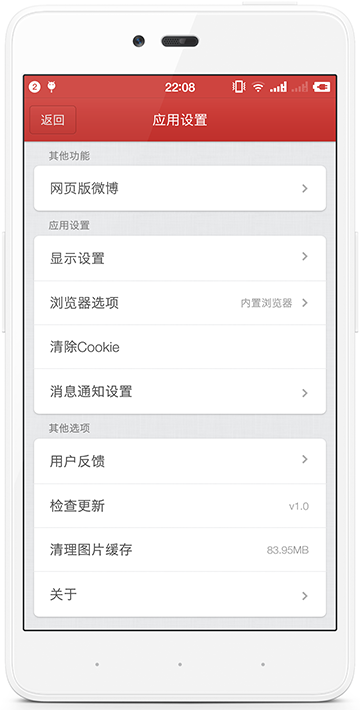 2 22:08
返回 应用设置
其他功能
网页版微博
应用设置
显示设置
浏览器选项 内置浏览器
清除Cookie
消息通知设置
其他选项
用户反馈
检查更新 v1.0
清理图片缓存 83.95MB
关于